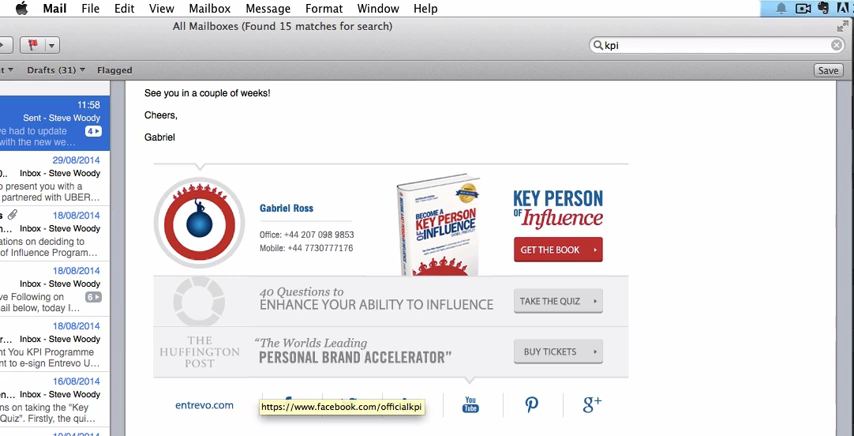 Mail File Edit View Mailbox Message Format Window Help
All Mailboxes (Found 15 matches for search)
kpi
Drafts (31) Flagged
Save
11:58
Sent - Steve Woody
had to update
with the new we...
4
29/08/2014
Inbox - Steve Woody
present you with a
partnered with UBER...
18/08/2014
Inbox - Steve Woody
ations on deciding to
of Influence Program...
18/08/2014
Inbox - Steve Woody
Following on
below, today I...
6
18/08/2014
Inbox - Steve Woody
t You KPI Programme
nt to e-sign Entrevo U...
16/08/2014
Inbox - Steve Woody
ns on taking the "Key
Quiz". Firstly, the qui...
See you in a couple of weeks!
Cheers,
Gabriel
Gabriel Ross
Office: +44 207 098 9853
Mobile: +44 7730777176
BECOME A
KEY PERSON
OF INFLUENCE
KEY PERSON
OF Influence
GET THE BOOK
40 Questions to
ENHANCE YOUR ABILITY TO INFLUENCE
TAKE THE QUIZ
THE
HUFFINGTON
POST
"The Worlds Leading
PERSONAL BRAND ACCELERATOR"
BUY TICKETS
entrevo.com
https://www.facebook.com/officialkpi
You
Tube
g+